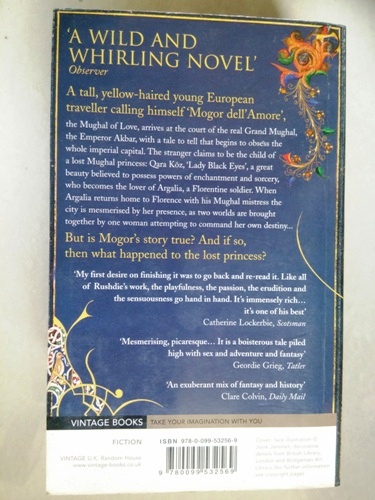 ‘A WILD AND
WHIRLING NOVEL’
Observer
A tall, yellow-haired young European
traveller calling himself ‘Mogor dell’Amore’,
the Mughal of Love, arrives at the court of the real Grand Mughal,
the Emperor Akbar, with a tale to tell that begins to obsess the
whole imperial capital. The stranger claims to be the child of
a lost Mughal princess: Qara Köz, ‘Lady Black Eyes’, a great
beauty believed to possess powers of enchantment and sorcery,
who becomes the lover of Argalia, a Florentine soldier. When
Argalia returns home to Florence with his Mughal mistress the
city is mesmerised by her presence, as two worlds are brought
together by one woman attempting to command her own destiny...
But is Mogor’s story true? And if so,
then what happened to the lost princess?
‘My first desire on finishing it was to go back and re-read it. Like all
of Rushdie’s work, the playfulness, the passion, the erudition and
the sensuousness go hand in hand. It’s immensely rich...
it’s one of his best’
Catherine Lockerbie, Scotsman
‘Mesmerising, picaresque... It is a boisterous tale piled
high with sex and adventure and fantasy’
Geordie Greig, Tatler
‘An exuberant mix of fantasy and history’
Clare Colvin, Daily Mail
VINTAGE BOOKS TAKE YOUR IMAGINATION WITH YOU
FICTION
ISBN 978-0-099-53256-9
VINTAGE U.K. Random House
www.vintage-books.co.uk
9 780099 532569